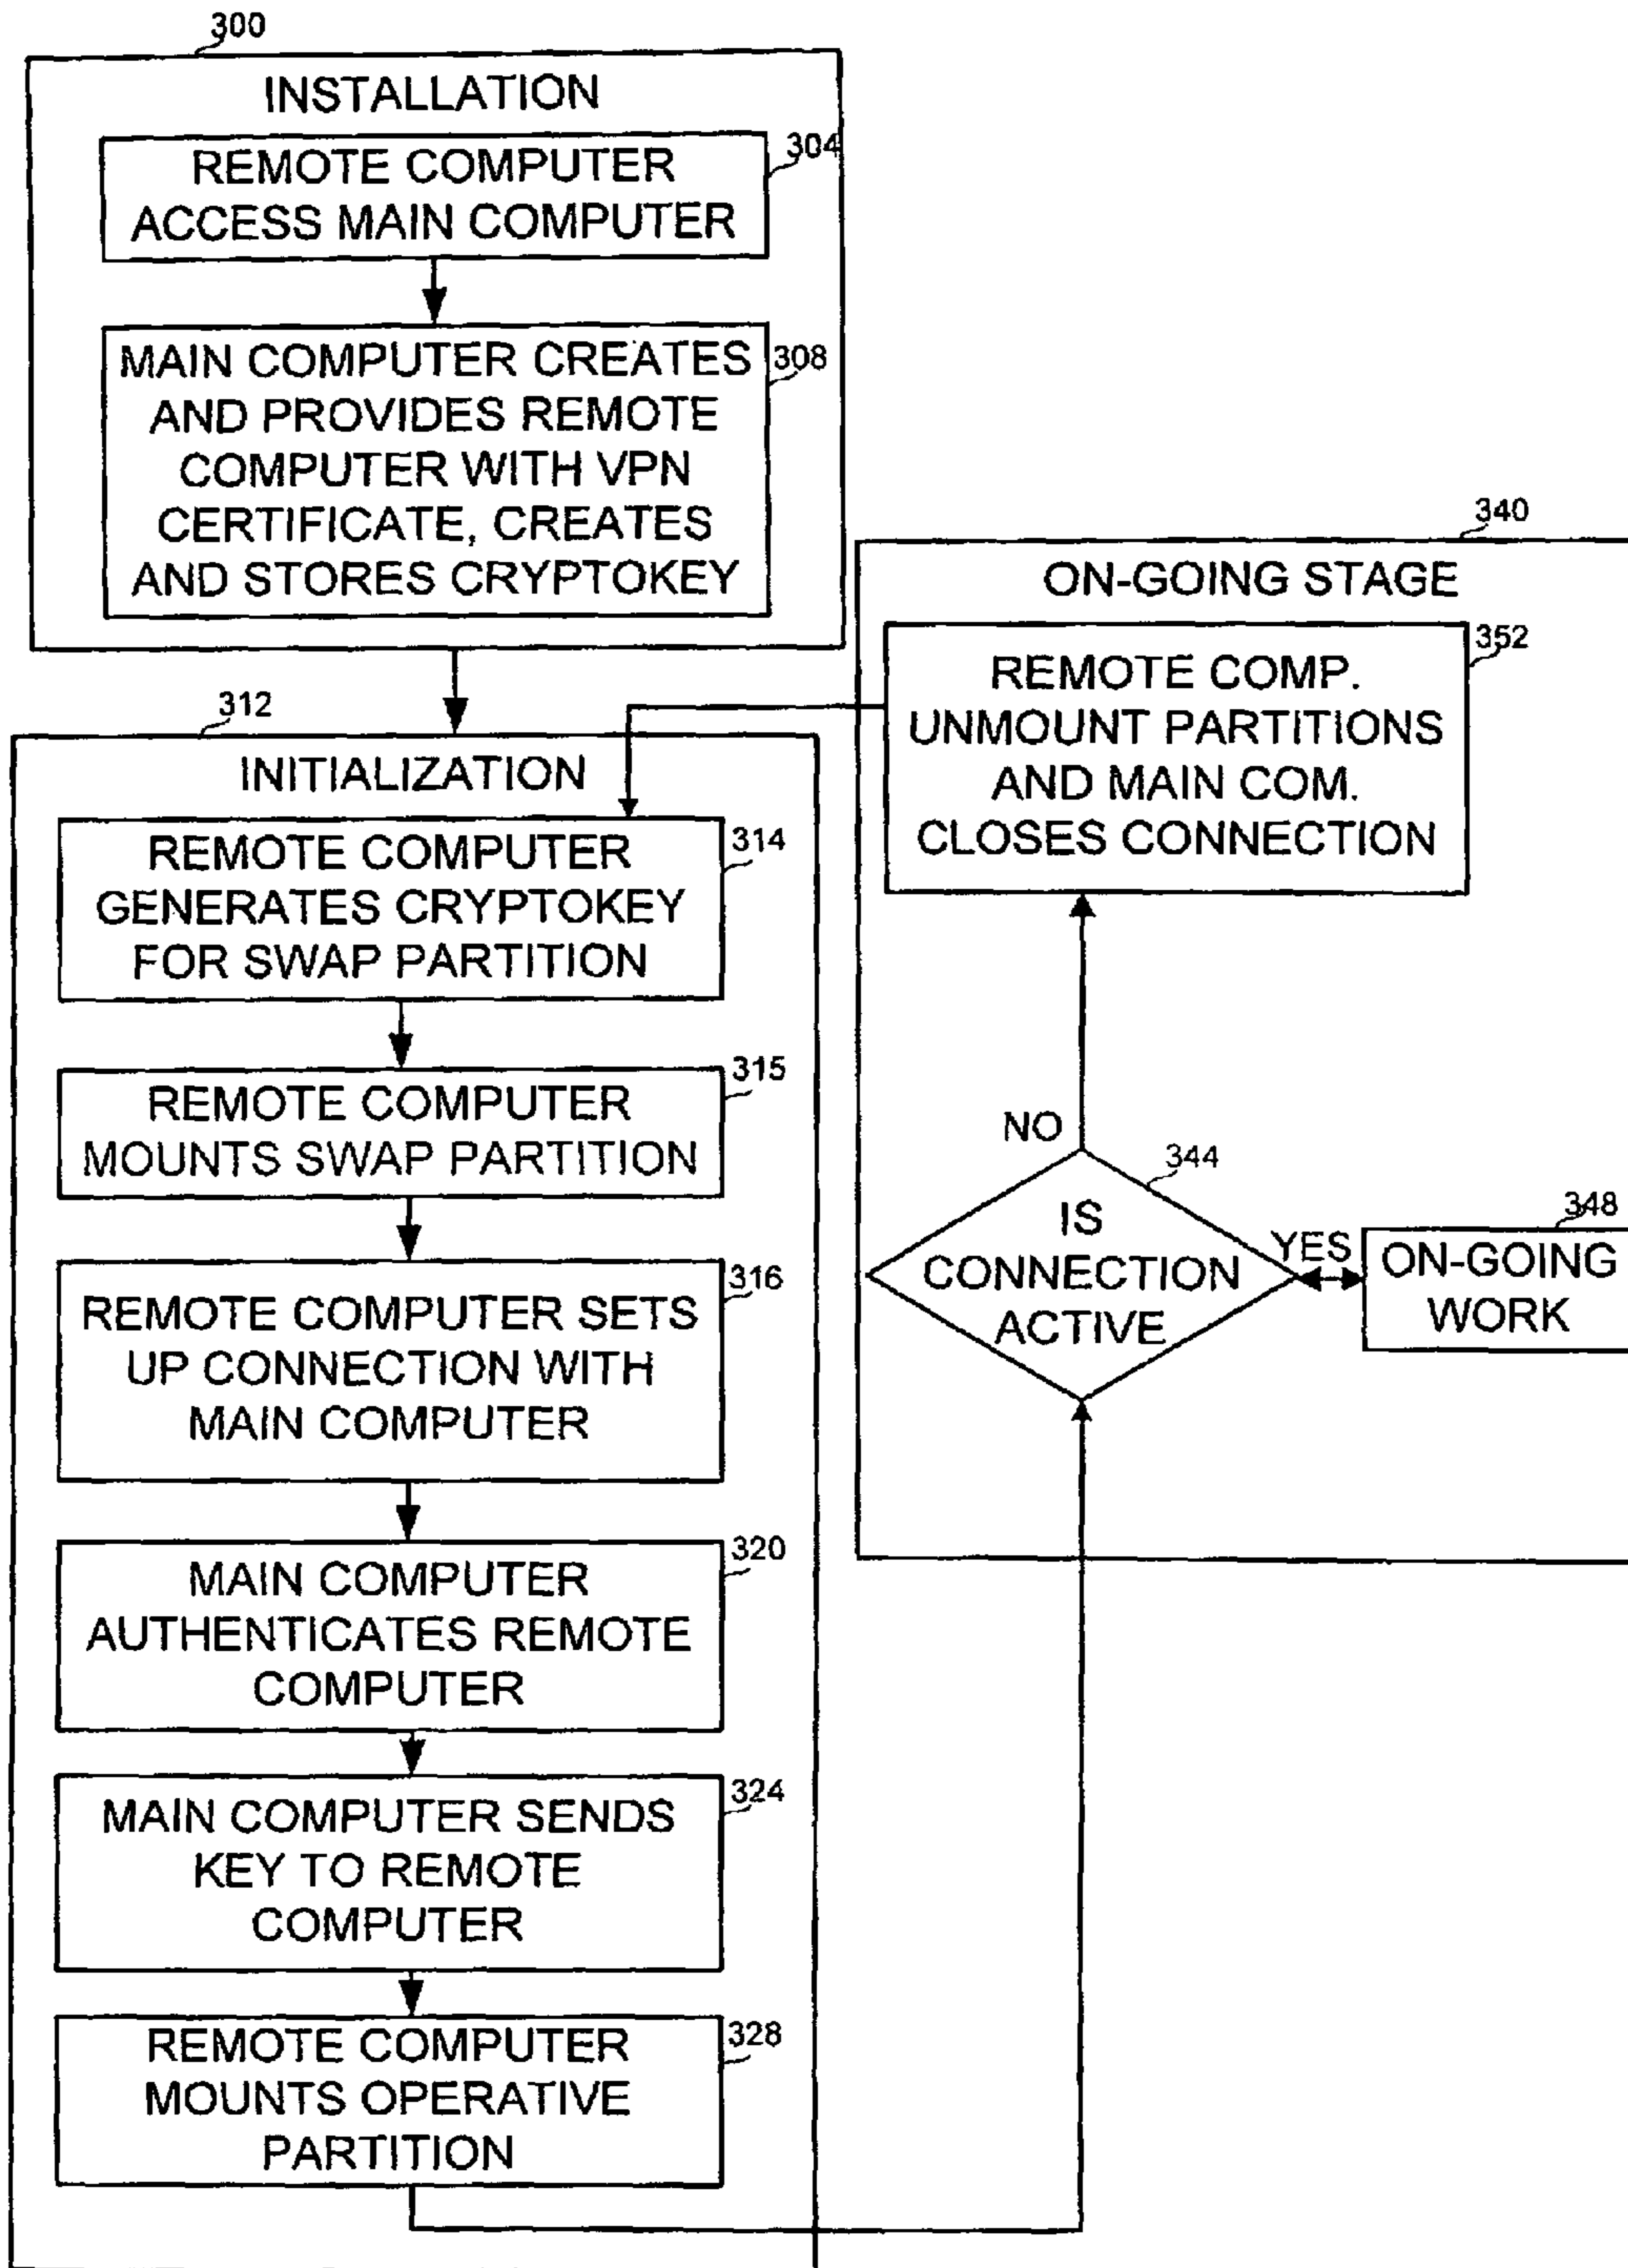 300
INSTALLATION
304
REMOTE COMPUTER
ACCESS MAIN COMPUTER
308
MAIN COMPUTER CREATES
AND PROVIDES REMOTE
COMPUTER WITH VPN
CERTIFICATE, CREATES
AND STORES CRYPTOKEY
312
INITIALIZATION
314
REMOTE COMPUTER
GENERATES CRYPTOKEY
FOR SWAP PARTITION
315
REMOTE COMPUTER
MOUNTS SWAP PARTITION
316
REMOTE COMPUTER SETS
UP CONNECTION WITH
MAIN COMPUTER
320
MAIN COMPUTER
AUTHENTICATES REMOTE
COMPUTER
324
MAIN COMPUTER SENDS
KEY TO REMOTE
COMPUTER
328
REMOTE COMPUTER
MOUNTS OPERATIVE
PARTITION
340
ON-GOING STAGE
352
REMOTE COMP.
UNMOUNT PARTITIONS
AND MAIN COM.
CLOSES CONNECTION
NO
344
IS
CONNECTION
ACTIVE
YES
348
ON-GOING
WORK